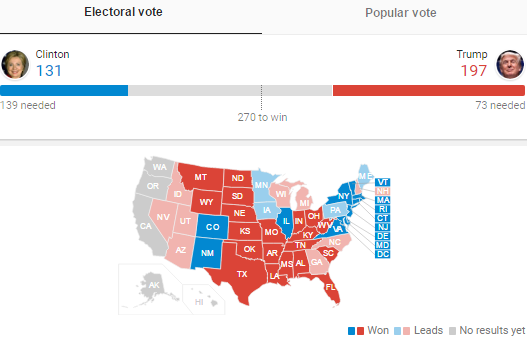 Electoral vote Popular vote
Clinton Trump
131 197
139 needed 73 needed
270 to win
WA
OR
CA
ID
NV
UT
AZ
MT
WY
CO
NM
ND
SD
NE
KS
OK
TX
MN
IA
MO
AR
LA
WI
IL
MI
IN
OH
KY
TN
MS
AL
GA
FL
SC
NC
WV
VA
PA
NY
ME
VT
NH
MA
RI
CT
NJ
DE
MD
DC
AK
HI
Won Leads No results yet